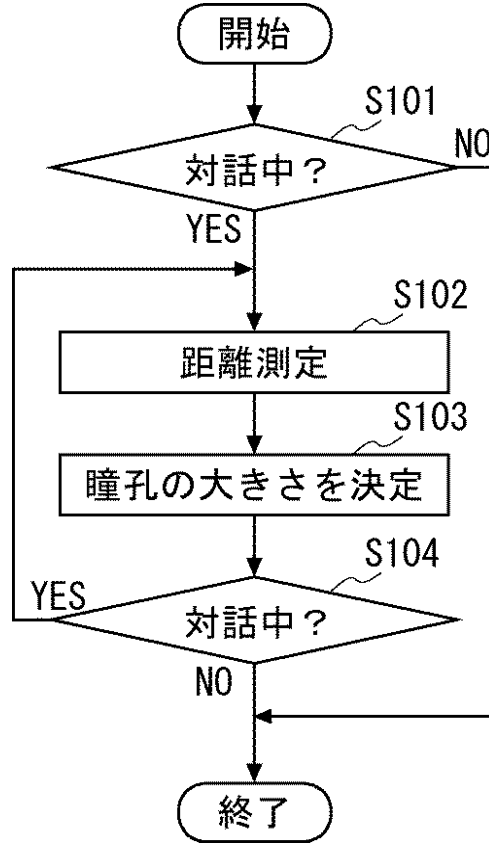 開始
S101
対話中?
NO
YES
S102
距離測定
S103
瞳孔の大きさを決定
S104
YES
対話中?
NO
終了